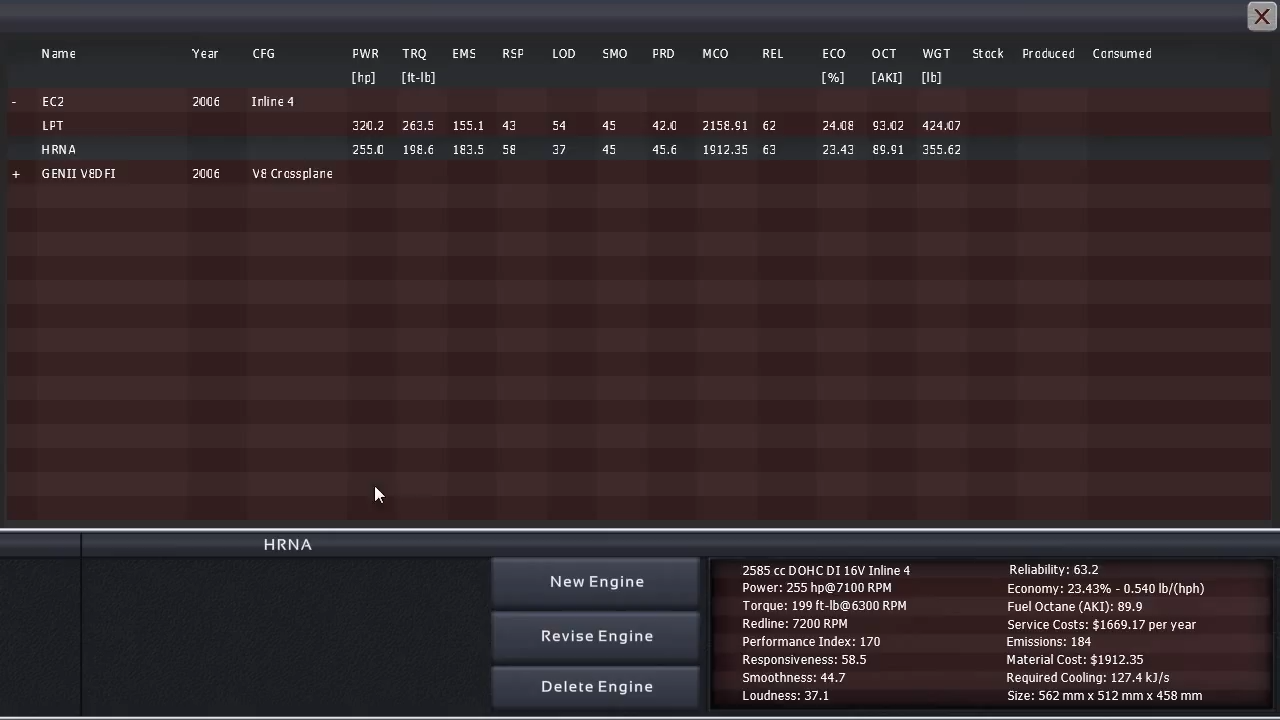 Name Year CFG PWR TRQ EMS RSP LOD SMO PRD MCO REL ECO OCT WGT Stock Produced Consumed
[hp] [ft-lb] [%] [AKI] [lb]
- EC2 2006 Inline 4
LPT 320.2 263.5 155.1 43 54 45 42.0 2158.91 62 24.08 93.02 424.07
HRNA 255.0 198.6 183.5 58 37 45 45.6 1912.35 63 23.43 89.91 355.62
+ GENII V8DFI 2006 V8 Crossplane
HRNA
New Engine
Revise Engine
Delete Engine
2585 cc DOHC DI 16V Inline 4
Power: 255 hp@7100 RPM
Torque: 199 ft-lb@6300 RPM
Redline: 7200 RPM
Performance Index: 170
Responsiveness: 58.5
Smoothness: 44.7
Loudness: 37.1
Reliability: 63.2
Economy: 23.43% - 0.540 lb/(hph)
Fuel Octane (AKI): 89.9
Service Costs: $1669.17 per year
Emissions: 184
Material Cost: $1912.35
Required Cooling: 127.4 kJ/s
Size: 562 mm x 512 mm x 458 mm